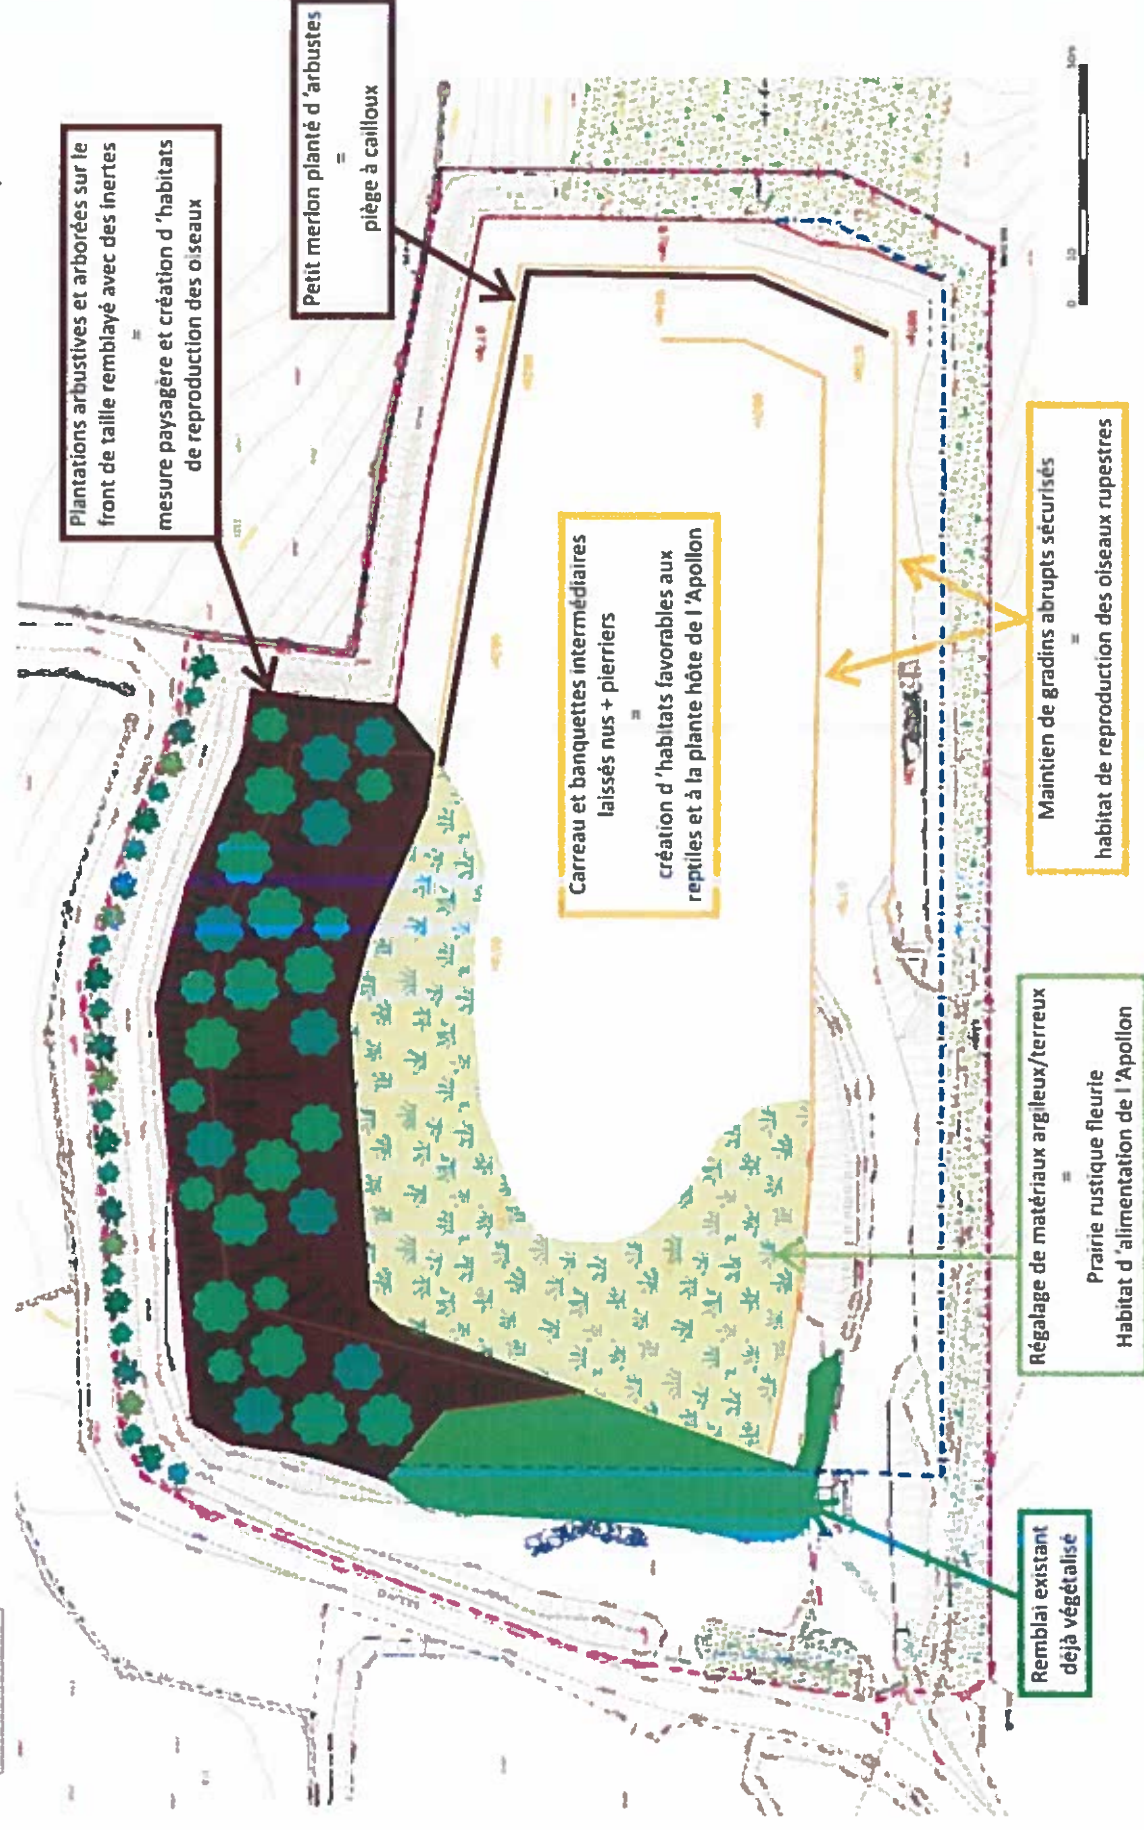 Plantations arbustives et arborées sur le
front de taille remblayé avec des inertes
=
mesure paysagère et création d'habitats
de reproduction des oiseaux
Petit merlon planté d'arbustes
=
piège à cailloux
Carreau et banquettes intermédiaires
laissés nus + pierriers
=
création d'habitats favorables aux
reptiles et à la plante hôte de l'Apollon
Maintien de gradins abrupts sécurisés
=
habitat de reproduction des oiseaux rupestres
Régalage de matériaux argileux/terreux
=
Prairie rustique fleurie
Habitat d'alimentation de l'Apollon
Remblai existant
déjà végétalisé
0
10
50m